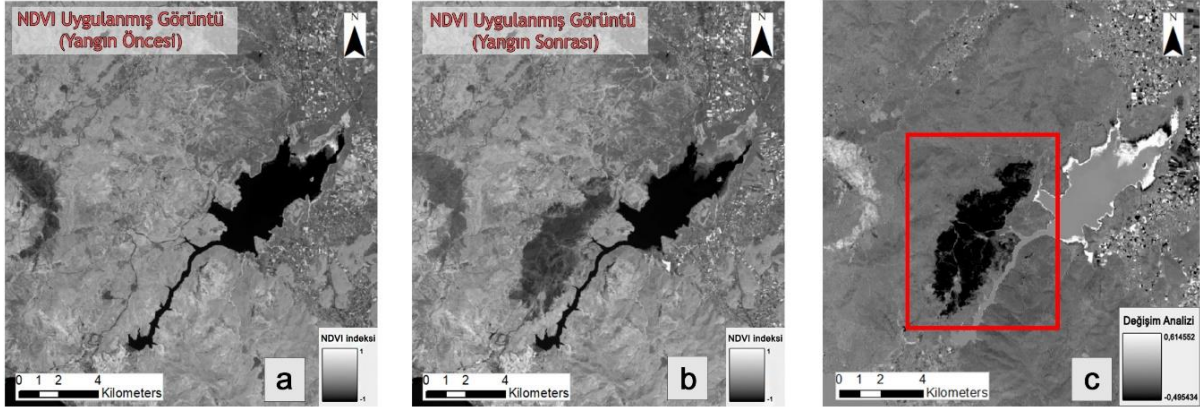 NDVI Uygulanmış Görüntü
(Yangın Öncesi)
N
NDVI indeksi
1
-1
0 1 2 4
Kilometers
a
NDVI Uygulanmış Görüntü
(Yangın Sonrası)
N
NDVI indeksi
1
-1
0 1 2 4
Kilometers
b
N
Değişim Analizi
0,614552
-0,495434
0 1 2 4
Kilometers
c